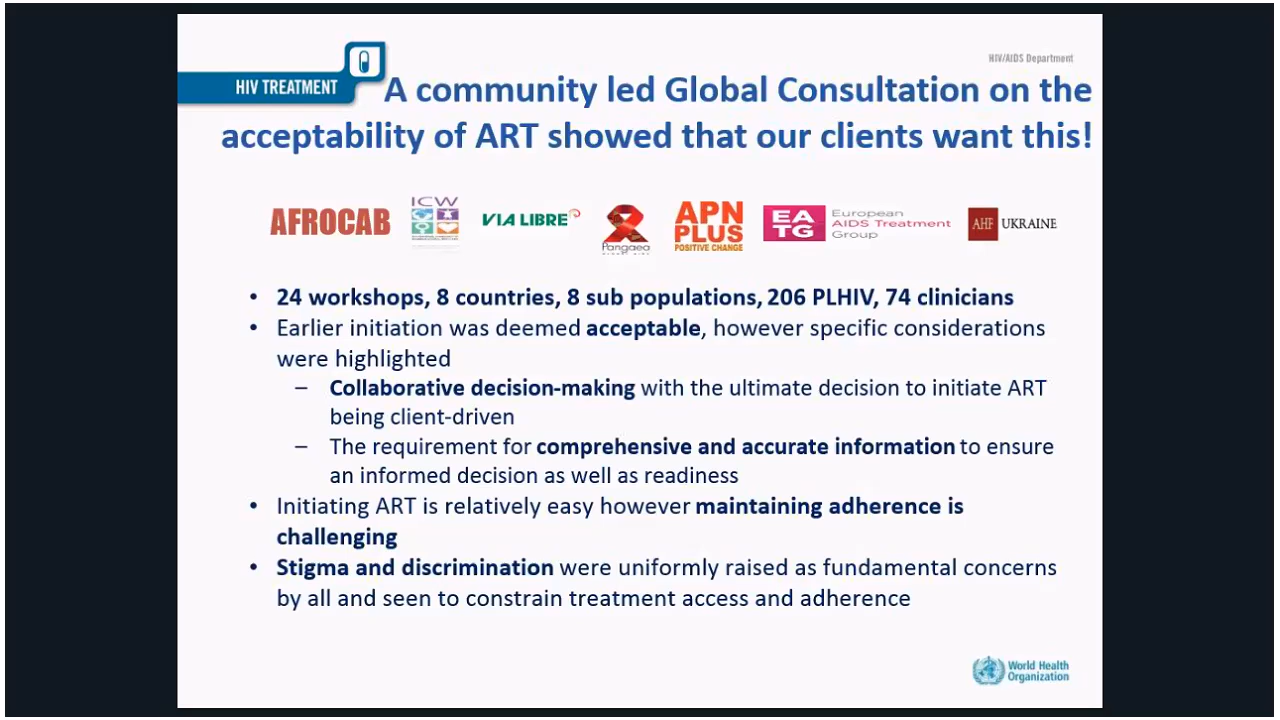 HIV/AIDS Department
HIV TREATMENT
A community led Global Consultation on the
acceptability of ART showed that our clients want this!
AFROCAB
ICW
VIA LIBRE
Pangaea
APN
PLUS
POSITIVE CHANGE
EA
TG
European
AIDS Treatment
Group
AHF
UKRAINE
• 24 workshops, 8 countries, 8 sub populations, 206 PLHIV, 74 clinicians
• Earlier initiation was deemed acceptable, however specific considerations
were highlighted
– Collaborative decision-making with the ultimate decision to initiate ART
being client-driven
– The requirement for comprehensive and accurate information to ensure
an informed decision as well as readiness
• Initiating ART is relatively easy however maintaining adherence is
challenging
• Stigma and discrimination were uniformly raised as fundamental concerns
by all and seen to constrain treatment access and adherence
World Health
Organization